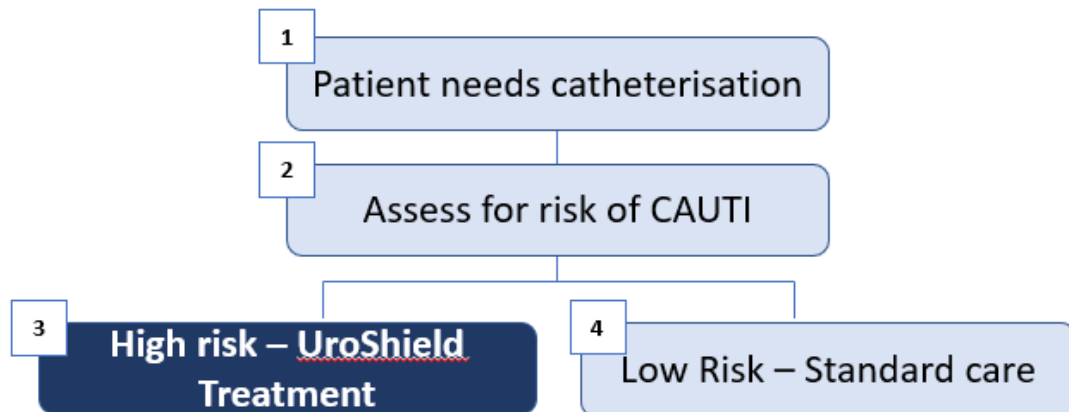 1
Patient needs catheterisation
2
Assess for risk of CAUTI
3
High risk – UroShield
Treatment
4
Low Risk – Standard care